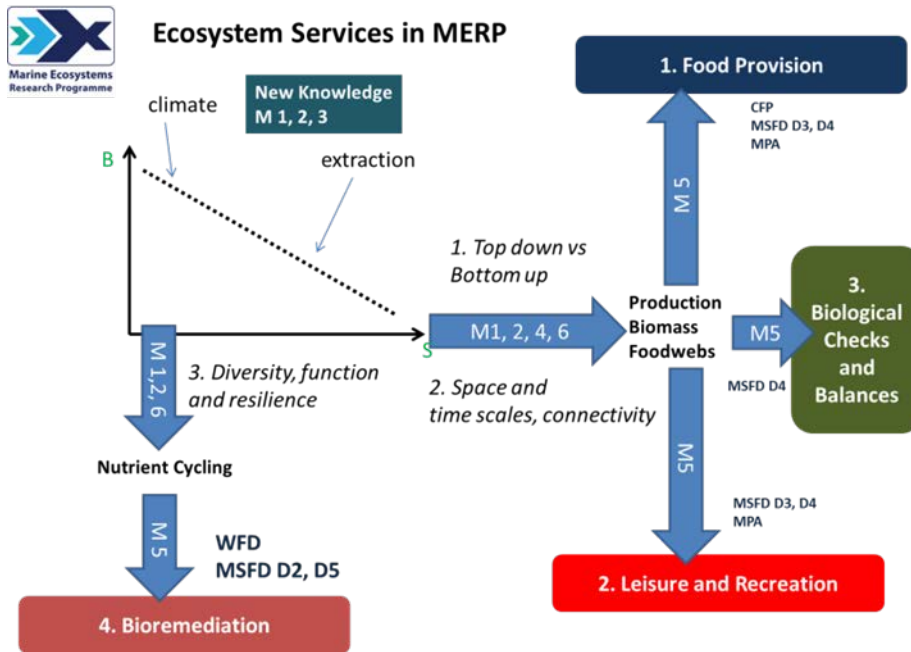 Marine Ecosystems
Research Programme
Ecosystem Services in MERP
New Knowledge
M 1, 2, 3
climate
extraction
B
S
1. Food Provision
CFP
MSFD D3, D4
MPA
M 5
1. Top down vs
Bottom up
M1, 2, 4, 6
2. Space and
time scales, connectivity
Production
Biomass
Foodwebs
M5
MSFD D4
3.
Biological
Checks
and
Balances
M 1,2, 6
3. Diversity, function
and resilience
Nutrient Cycling
M5
MSFD D3, D4
MPA
2. Leisure and Recreation
M 5
WFD
MSFD D2, D5
4. Bioremediation